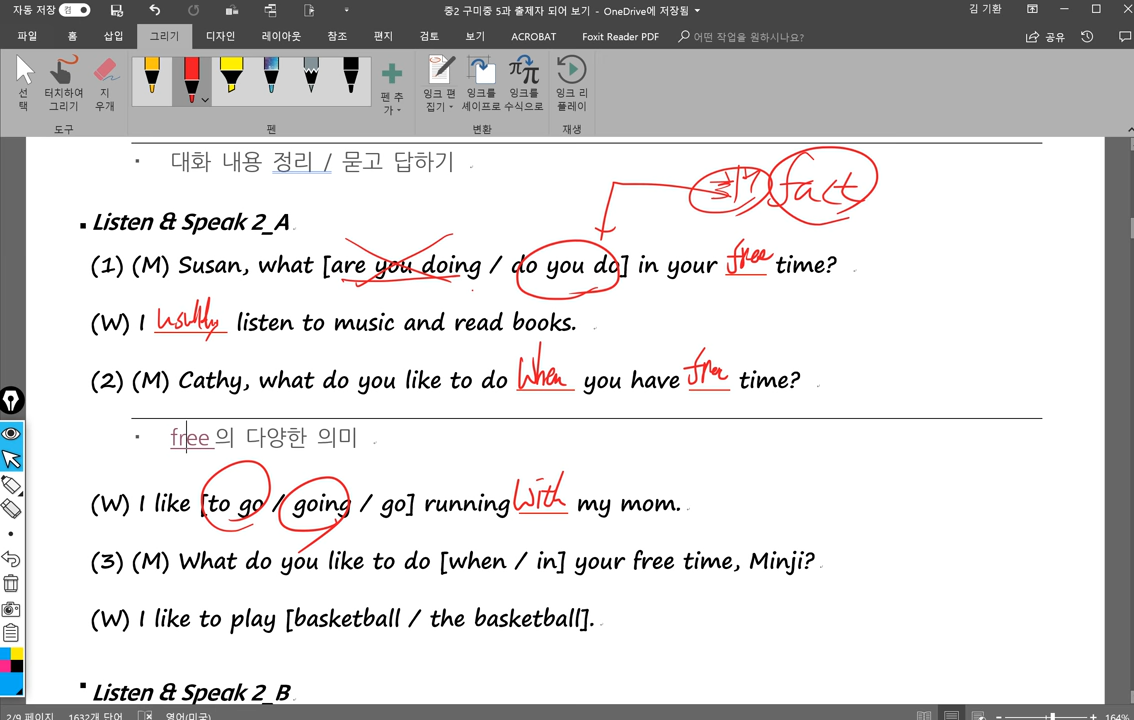 자동 저장 켬 중2 구미중 5과 출제자 되어 보기 - OneDrive에 저장됨 김 기환
파일 홈 삽입 그리기 디자인 레이아웃 참조 편지 검토 보기 ACROBAT Foxit Reader PDF 어떤 작업을 원하시나요? 공유
선택 터치하여 그리기 지우개 펜 추가 잉크 편집기 잉크를 셰이프로 잉크를 수식으로 잉크 리플레이
도구 펜 변환 재생
대화 내용 정리 / 묻고 답하기
fact
Listen & Speak 2_A
(1) (M) Susan, what [are you doing / do you do] in your free time?
(W) I usually listen to music and read books.
(2) (M) Cathy, what do you like to do when you have free time?
free의 다양한 의미
(W) I like [to go / going / go] running with my mom.
(3) (M) What do you like to do [when / in] your free time, Minji?
(W) I like to play [basketball / the basketball].
Listen & Speak 2_B
2/9 페이지 1632개 단어 영어(미국) 164%